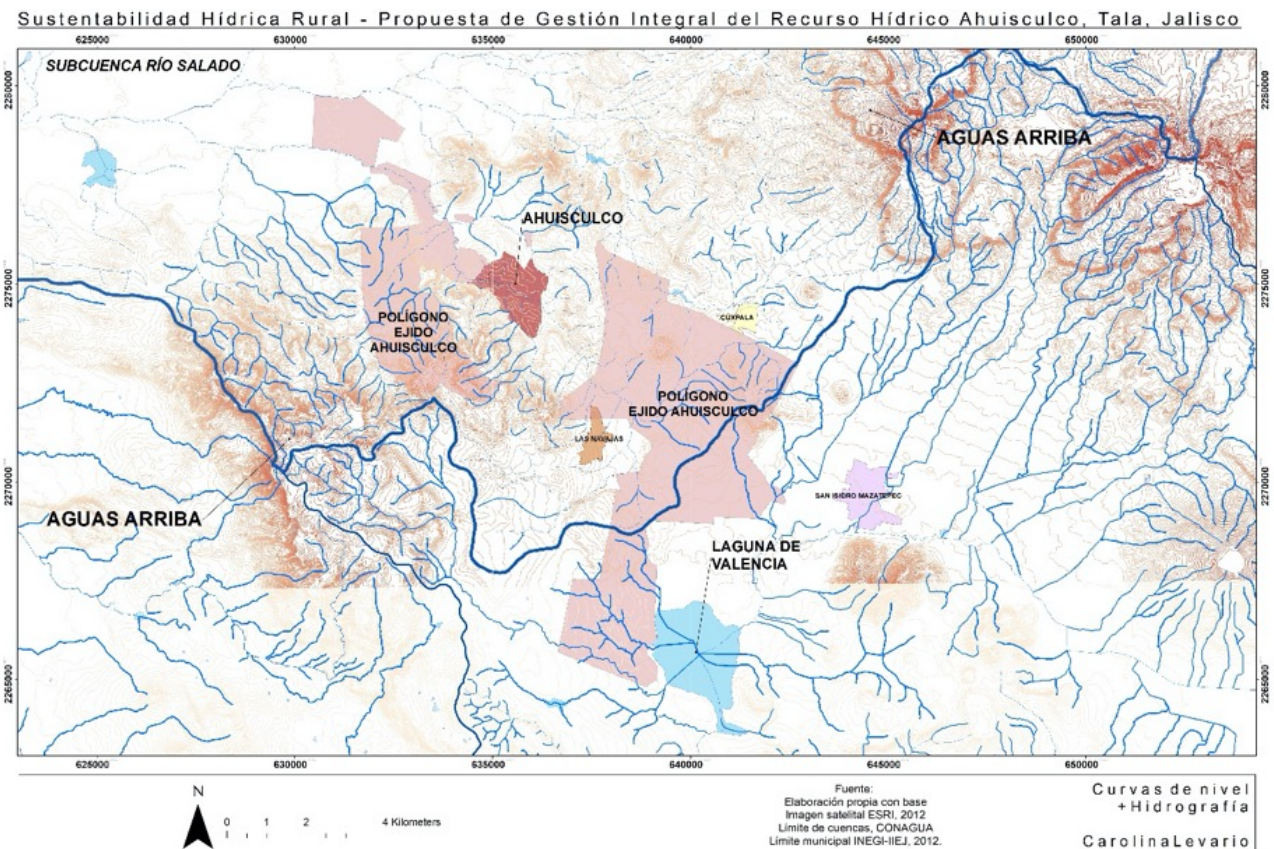 Sustentabilidad Hídrica Rural - Propuesta de Gestión Integral del Recurso Hídrico Ahuisculco, Tala, Jalisco
625000 630000 635000 640000 645000 650000
SUBCUENCA RÍO SALADO
2280000 2280000
AGUAS ARRIBA
AHUISCULCO
2275000 2275000
POLÍGONO
EJIDO
AHUISCULCO
CUXPALA
POLÍGONO
EJIDO AHUISCULCO
LAS NAVAJAS
2270000 2270000
SAN ISIDRO MAZATEPEC
AGUAS ARRIBA
LAGUNA DE
VALENCIA
2265000 2265000
625000 630000 635000 640000 645000 650000
N
0 1 2 4 Kilometers
Fuente:
Elaboración propia con base
Imagen satelital ESRI, 2012
Límite de cuencas, CONAGUA
Límite municipal INEGI-IIEJ, 2012.
Curvas de nivel
+Hidrografía
CarolinaLevario